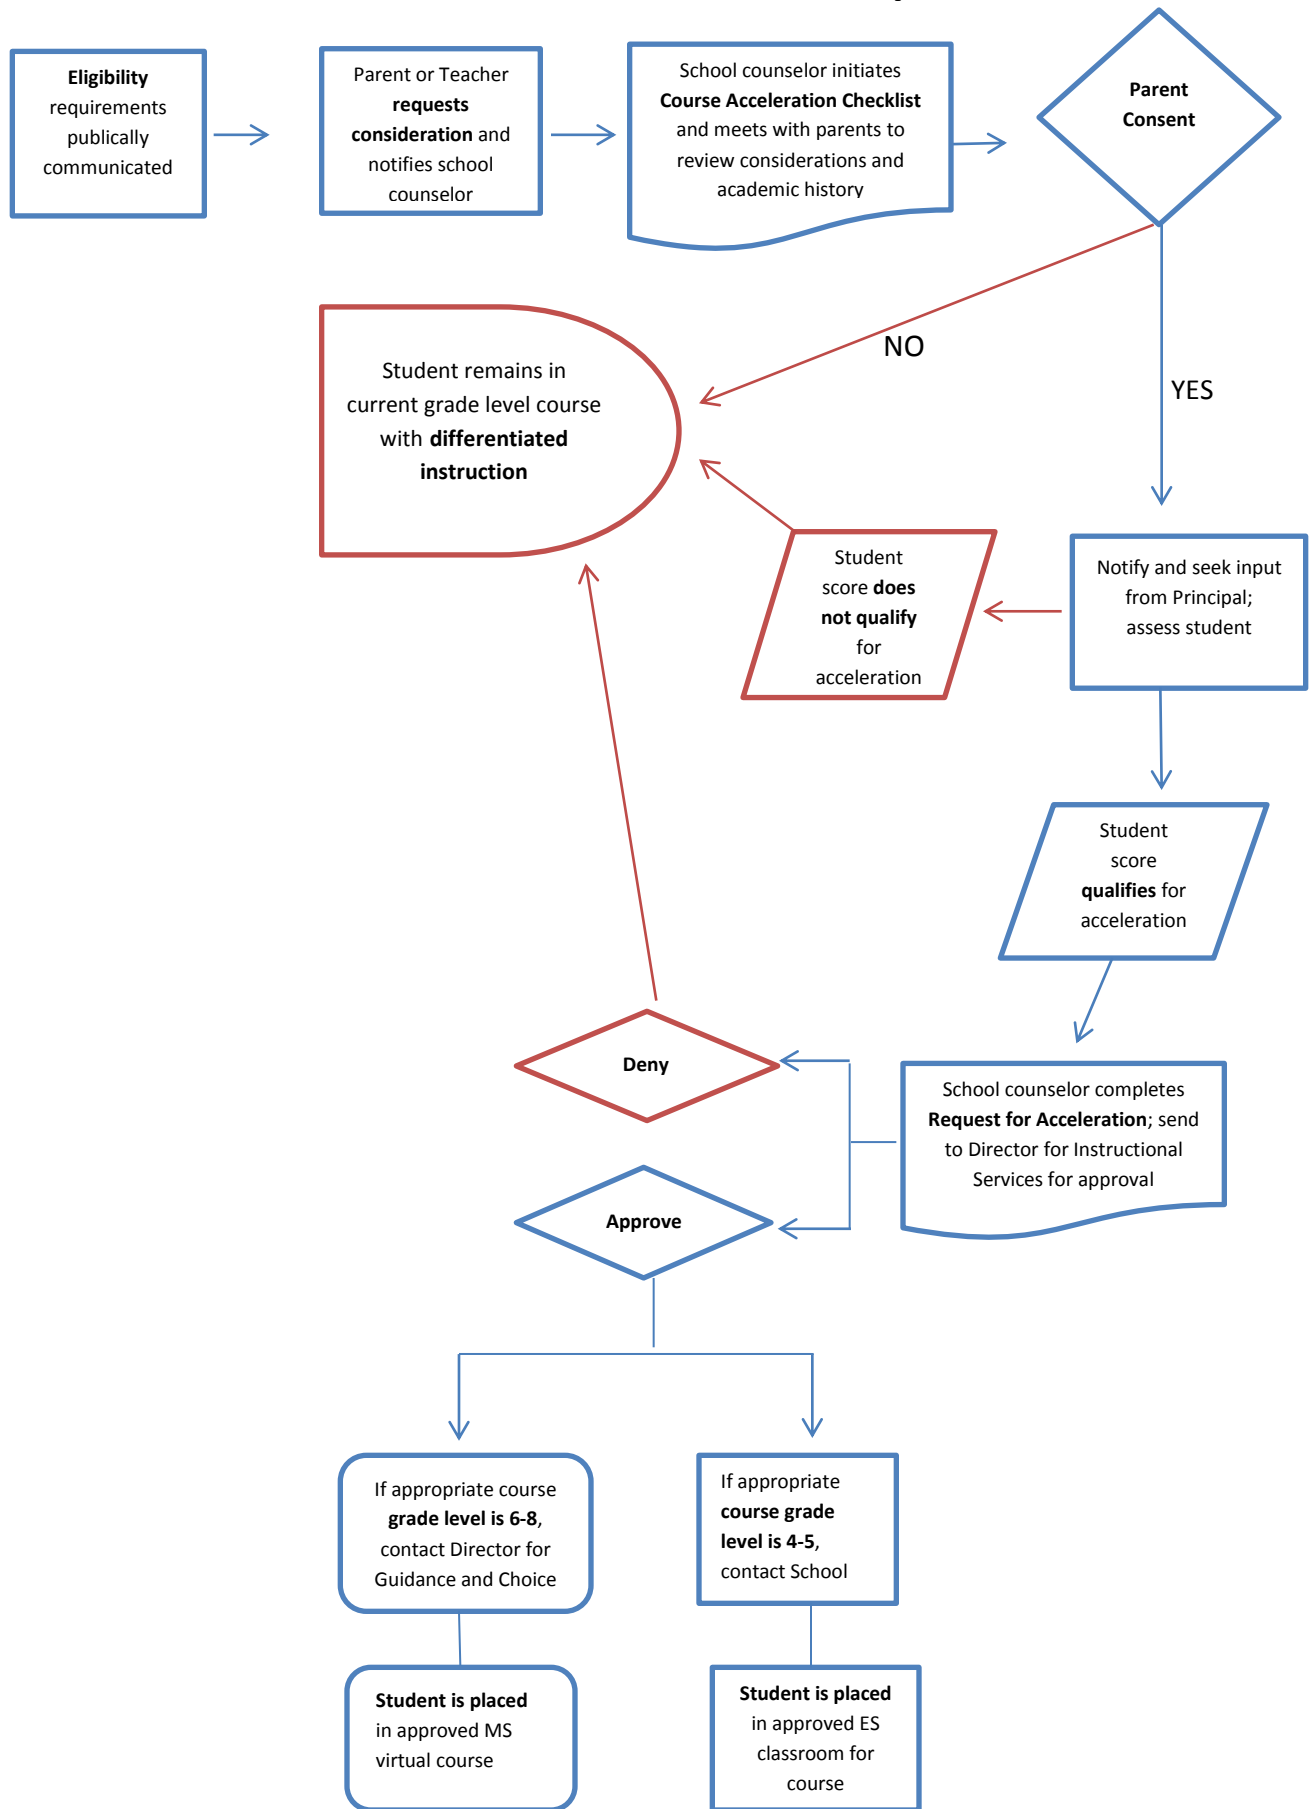 Eligibility
requirements
publically
communicated
Parent or Teacher
requests
consideration and
notifies school
counselor
School counselor initiates
Course Acceleration Checklist
and meets with parents to
review considerations and
academic history
Parent
Consent
NO
YES
Student remains in
current grade level course
with differentiated
instruction
Student
score does
not qualify
for
acceleration
Notify and seek input
from Principal;
assess student
Student
score
qualifies for
acceleration
Deny
School counselor completes
Request for Acceleration; send
to Director for Instructional
Services for approval
Approve
If appropriate course
grade level is 6-8,
contact Director for
Guidance and Choice
If appropriate
course grade
level is 4-5,
contact School
Student is placed
in approved MS
virtual course
Student is placed
in approved ES
classroom for
course